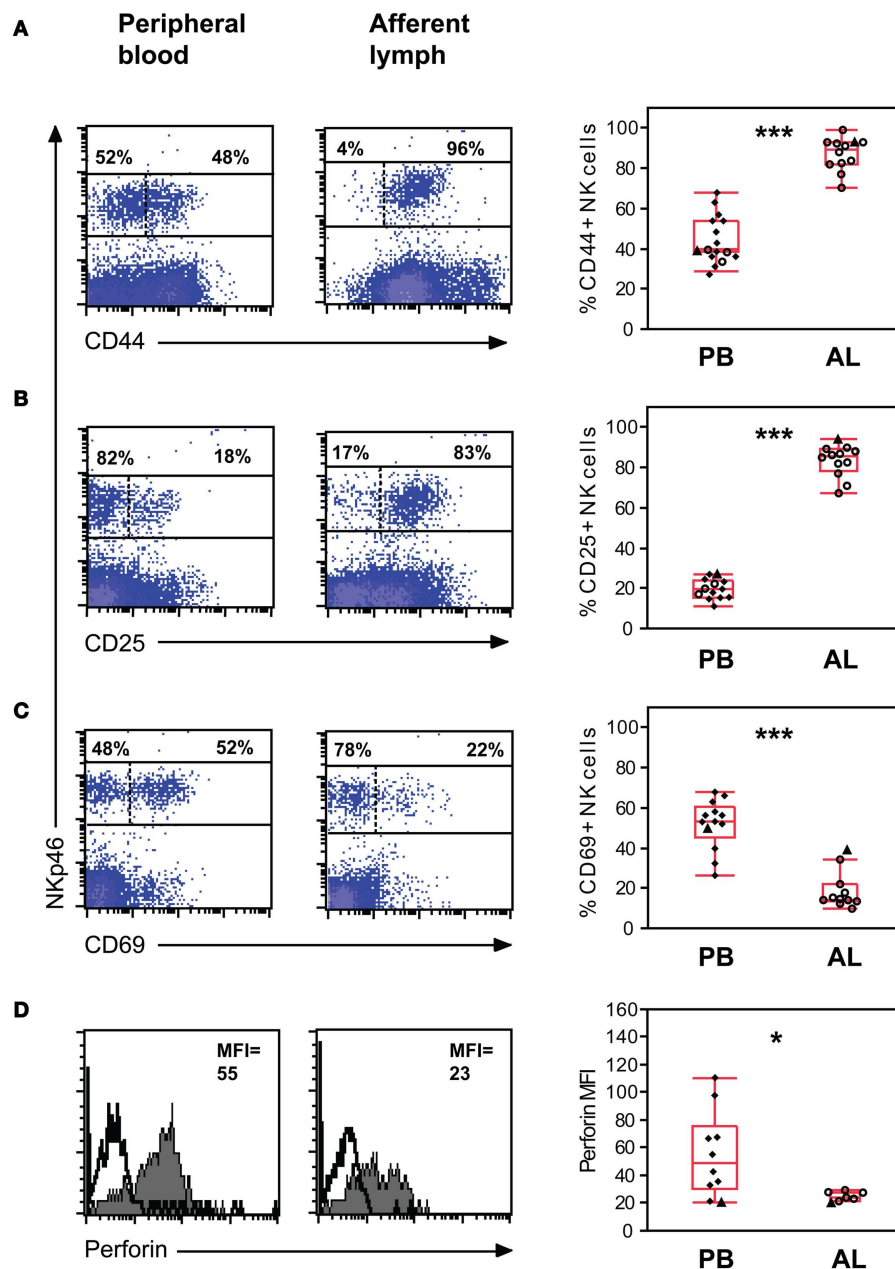 A
Peripheral
blood
Afferent
lymph
52% 48%
4% 96%
CD44
% CD44+ NK cells
100
80
60
40
20
0
***
PB AL
B
82% 18%
17% 83%
CD25
% CD25+ NK cells
100
80
60
40
20
0
***
PB AL
C
48% 52%
78% 22%
NKp46
CD69
% CD69+ NK cells
100
80
60
40
20
0
***
PB AL
D
MFI=
55
MFI=
23
Perforin
Perforin MFI
160
140
120
100
80
60
40
20
0
*
PB AL